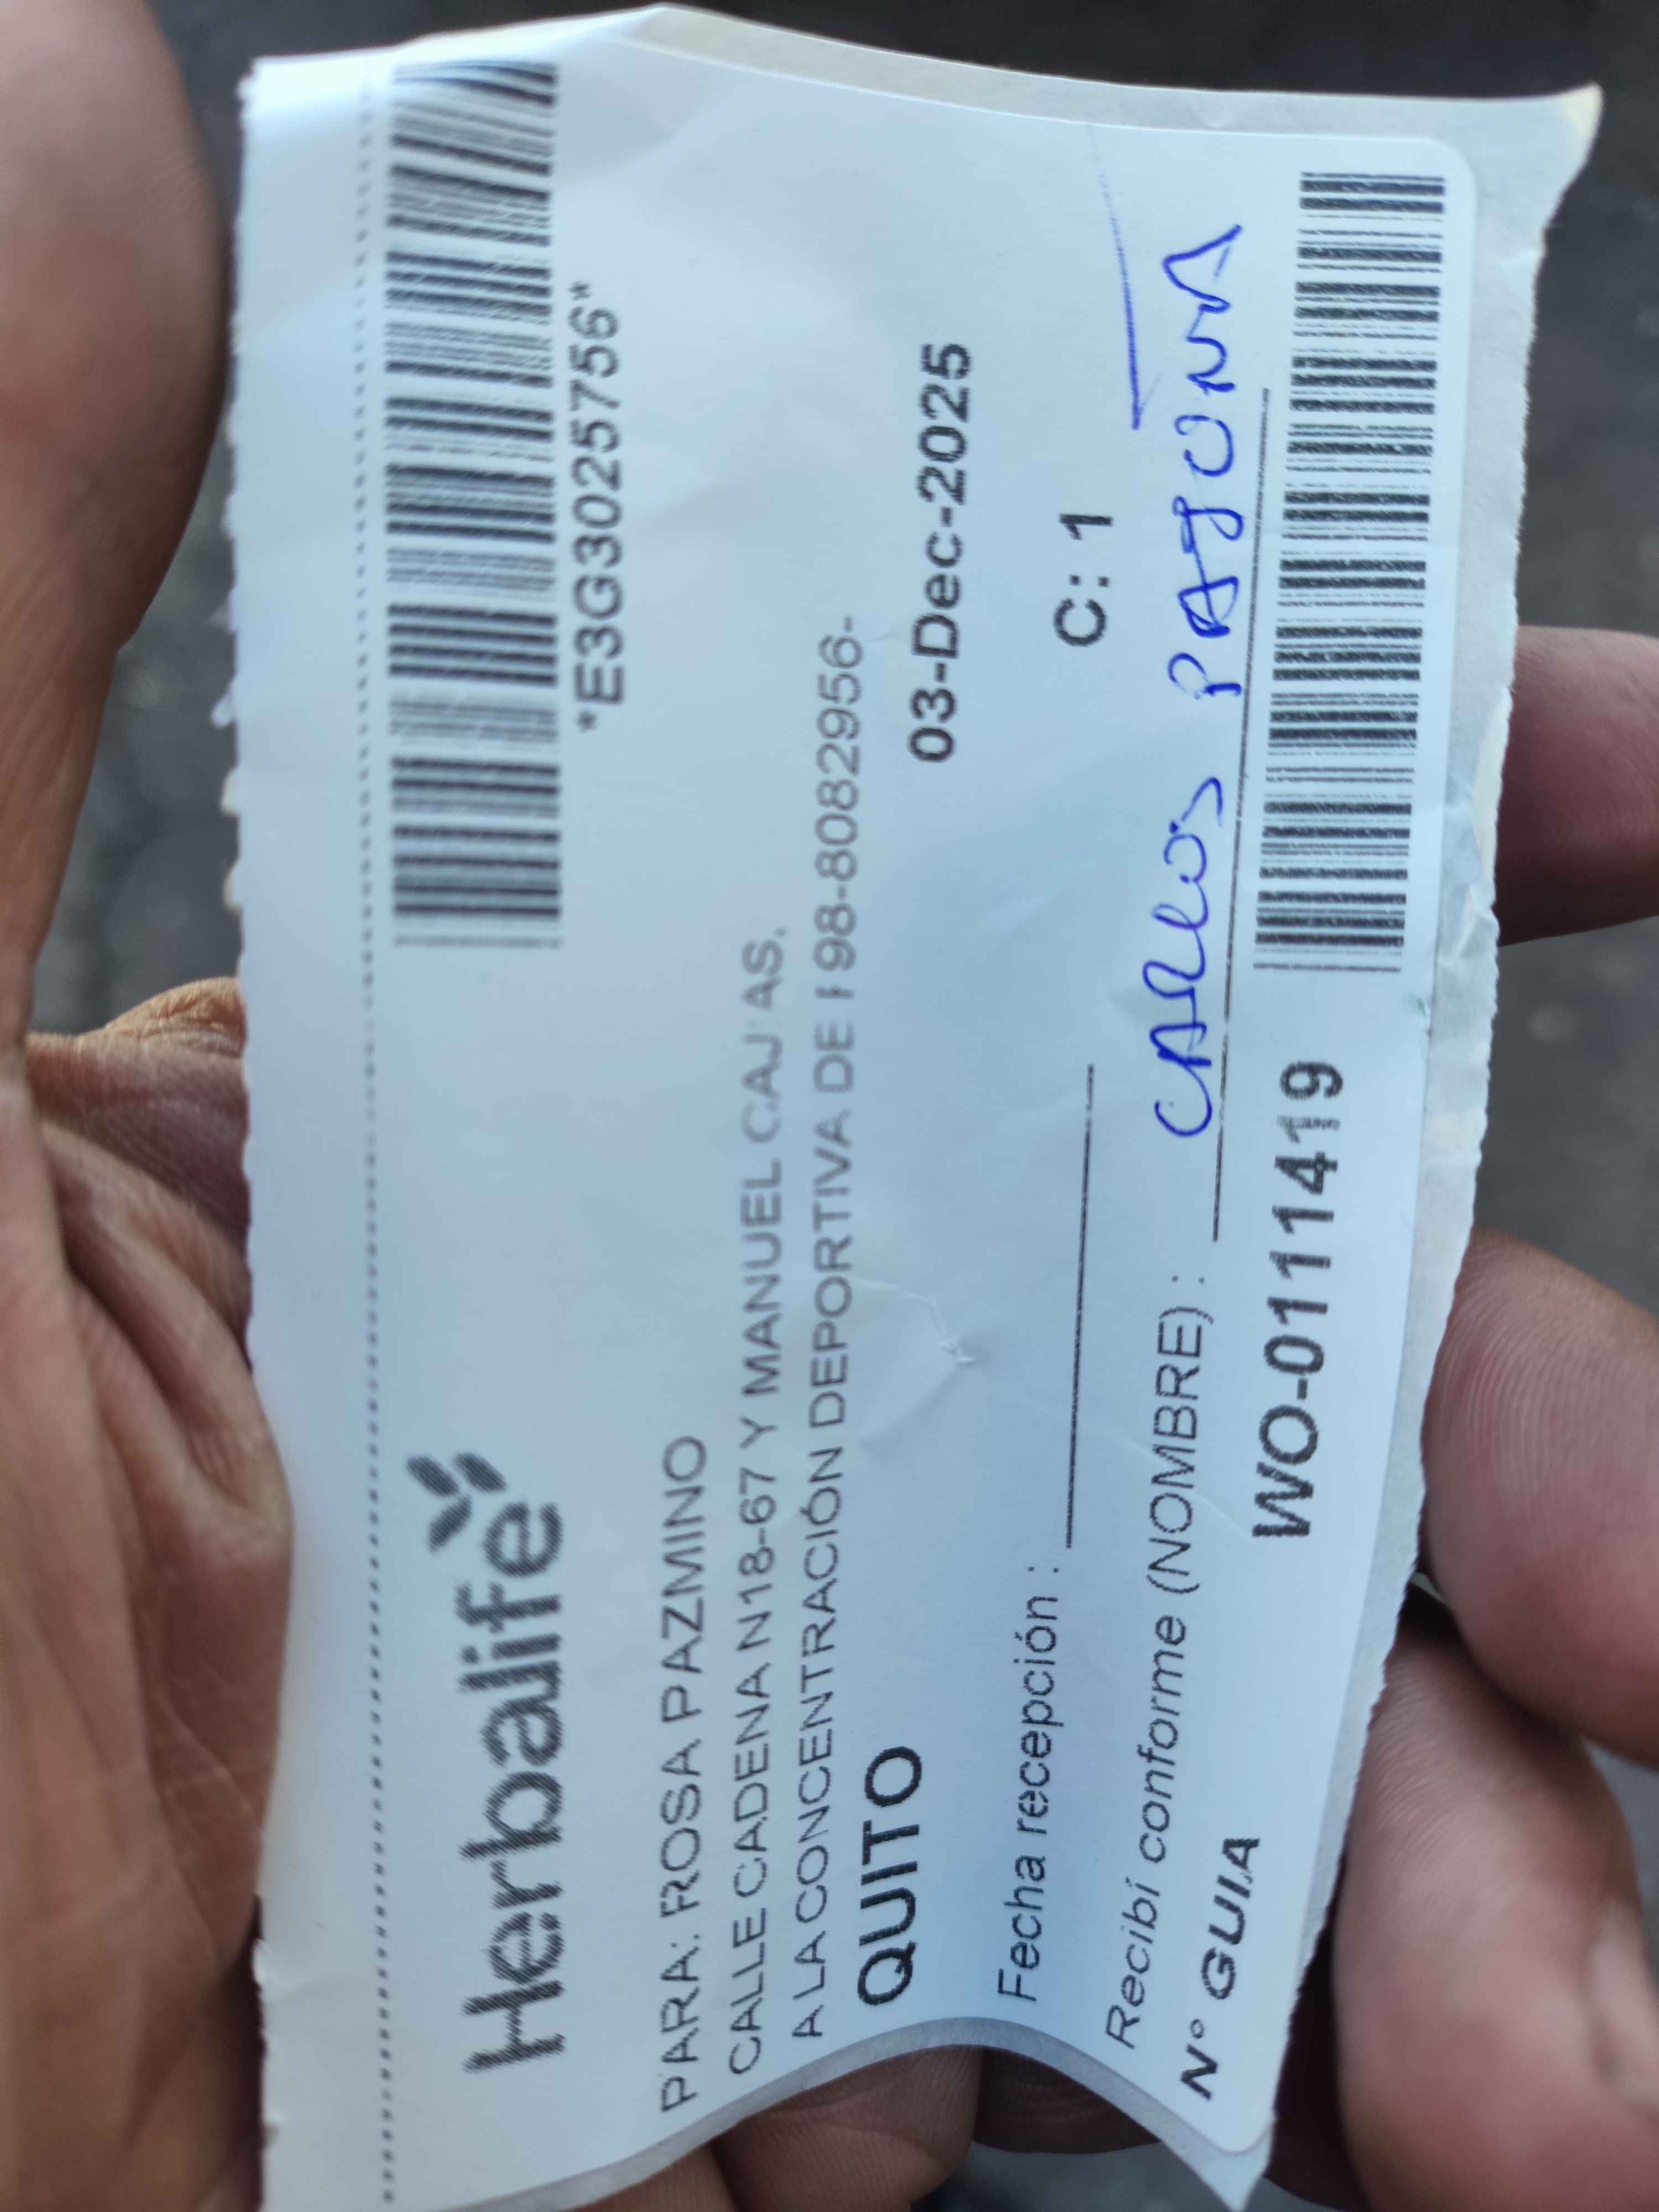 Herbalife
*E3G3025756*
PARA: ROSA PAZMINO
CALLE CADENA N18-67 Y MANUEL CAJ AS,
A LA CONCENTRACIÓN DEPORTIVA DE 98-8082956-
QUITO
03-Dec-2025
Fecha recepción :
C: 1
Recibí conforme (NOMBRE) : CARLOS
Nº GUIA
WO-0111419